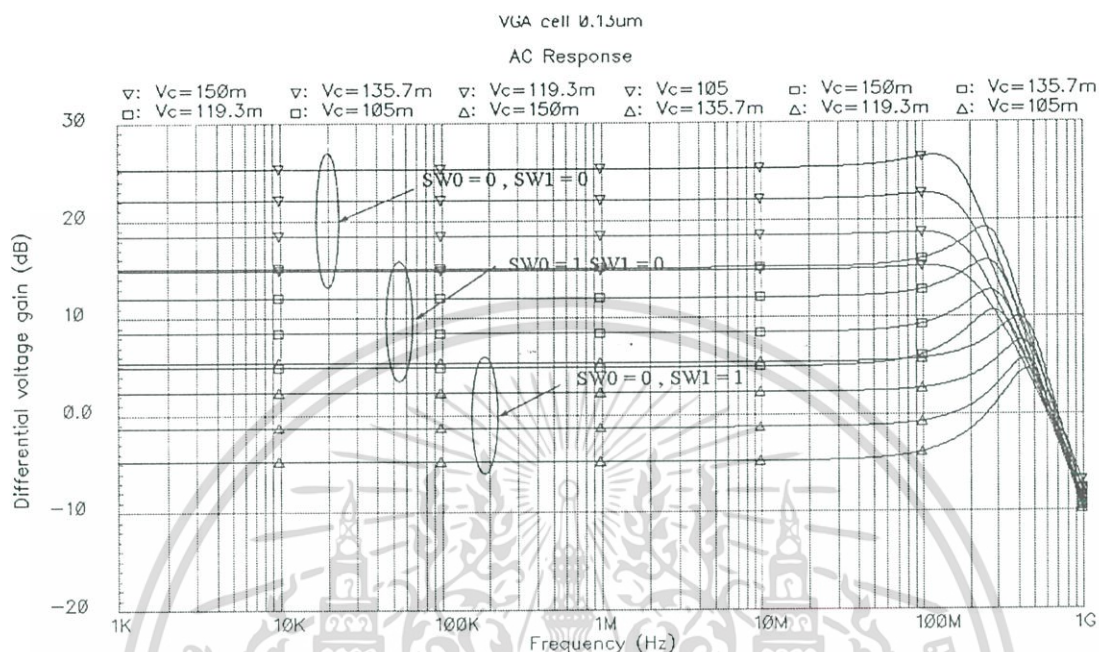 VGA cell 0.13um
AC Response
▽: Vc=150m ▽: Vc=135.7m ▽: Vc=119.3m ▽: Vc=105 □: Vc=150m □: Vc=135.7m
□: Vc=119.3m □: Vc=105m △: Vc=150m △: Vc=135.7m △: Vc=119.3m △: Vc=105m
30
20
10
0.0
-10
-20
Differential voltage gain (dB)
SW0 = 0 , SW1 = 0
SW0 = 1 SW1 = 0
SW0 = 0 , SW1 = 1
1K 10K 100K 1M 10M 100M 1G
Frequency (Hz)